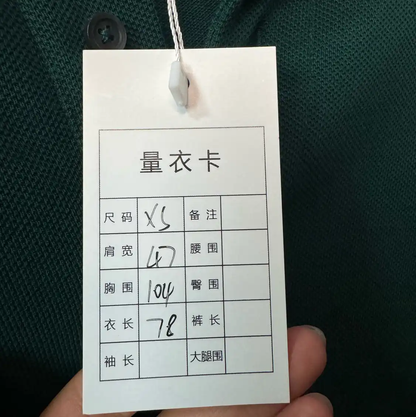 量衣卡
尺码 XS 备注
肩宽 47 腰围
胸围 104 臀围
衣长 78 裤长
袖长 大腿围